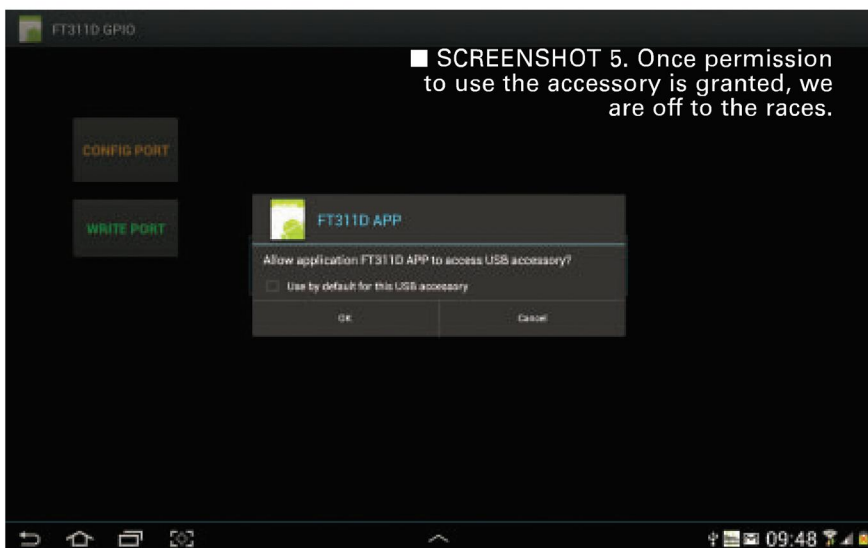 FT311D GPIO
■ SCREENSHOT 5. Once permission
to use the accessory is granted, we
are off to the races.
CONFIG PORT
WRITE PORT
FT311D APP
Allow application FT311D APP to access USB accessory?
Use by default for this USB accessory
OK
Cancel
09:48